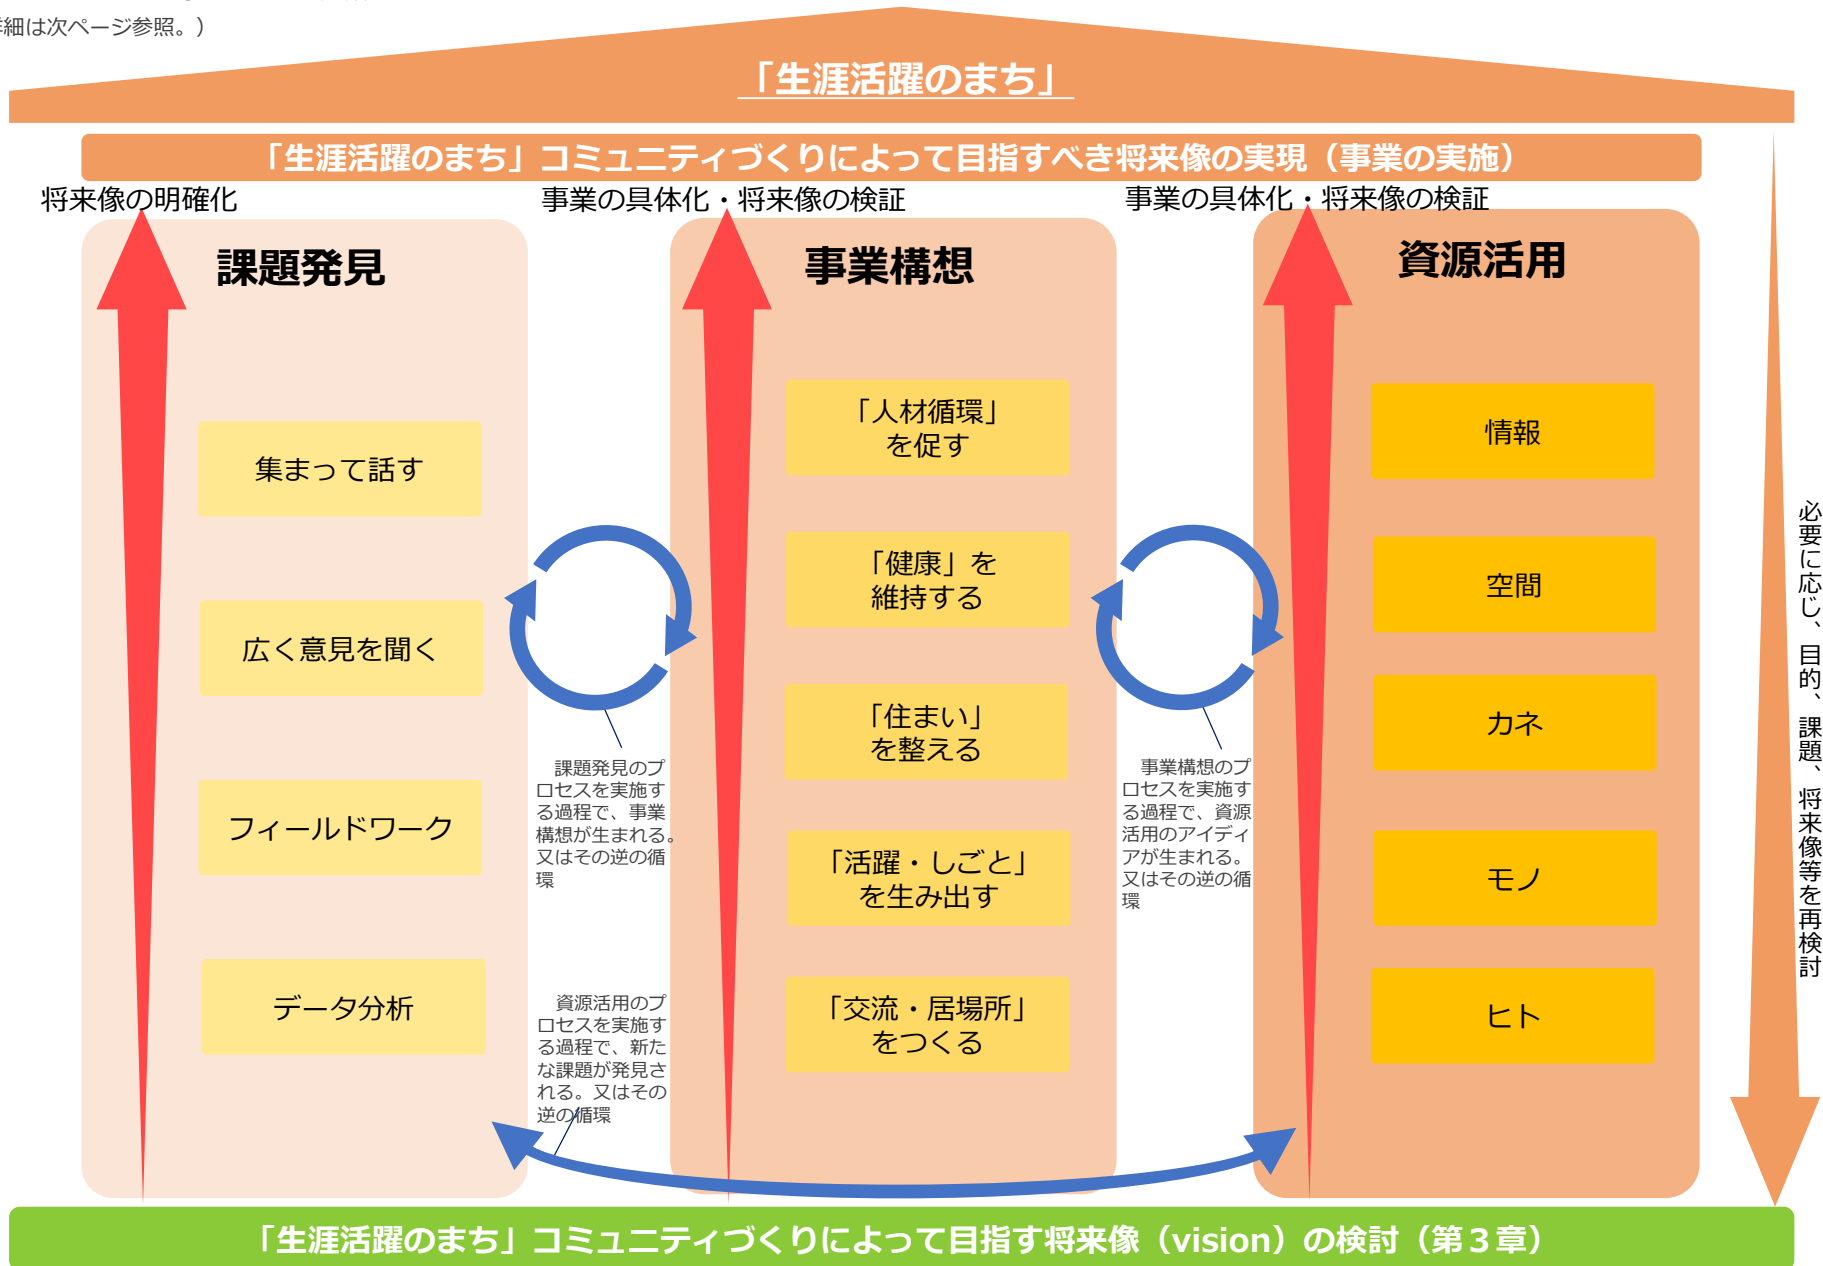 細は次ページ参照。）
「生涯活躍のまち」
「生涯活躍のまち」コミュニティづくりによって目指すべき将来像の実現（事業の実施）
将来像の明確化
事業の具体化・将来像の検証
事業の具体化・将来像の検証
課題発見
集まって話す
広く意見を聞く
フィールドワーク
データ分析
事業構想
「人材循環」
を促す
「健康」を
維持する
「住まい」
を整える
「活躍・しごと」
を生み出す
「交流・居場所」
をつくる
資源活用
情報
空間
カネ
モノ
ヒト
課題発見のプ
ロセスを実施す
る過程で、事業
構想が生まれる。
又はその逆の循
環
事業構想のプ
ロセスを実施す
る過程で、資源
活用のアイディ
アが生まれる。
又はその逆の循
環
資源活用のプ
ロセスを実施す
る過程で、新た
な課題が発見さ
れる。又はその
逆の循環
必要に応じ、目的、課題、将来像等を再検討
「生涯活躍のまち」コミュニティづくりによって目指す将来像（vision）の検討（第３章）